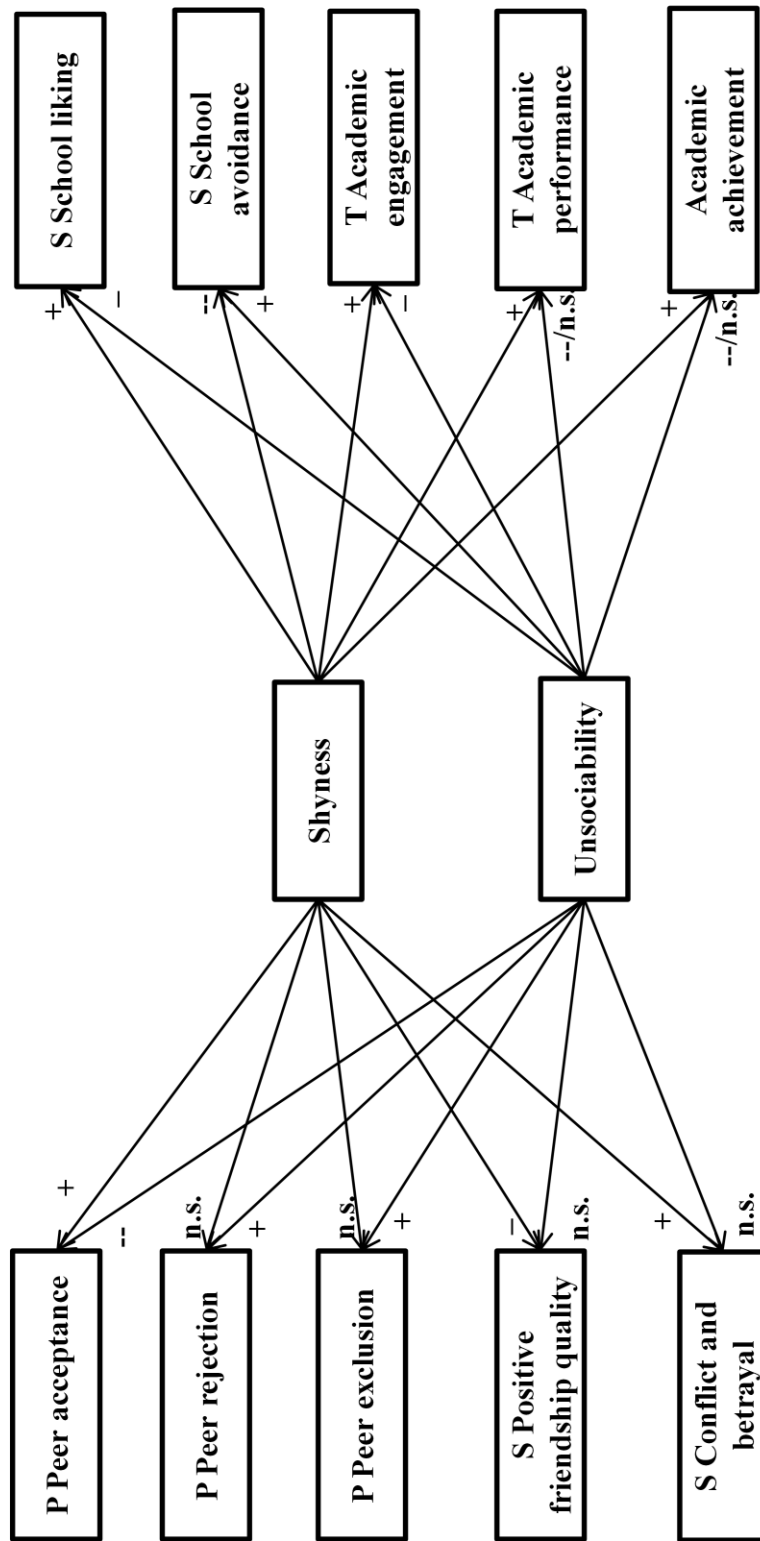 P Peer acceptance
P Peer rejection
P Peer exclusion
S Positive
friendship quality
S Conflict and
betrayal
+
--
n.s.
+
n.s.
+
–
n.s.
+
n.s.
Shyness
Unsociability
+
–
--
+
+
–
+
--/n.s.
+
--/n.s.
S School liking
S School
avoidance
T Academic
engagement
T Academic
performance
Academic
achievement